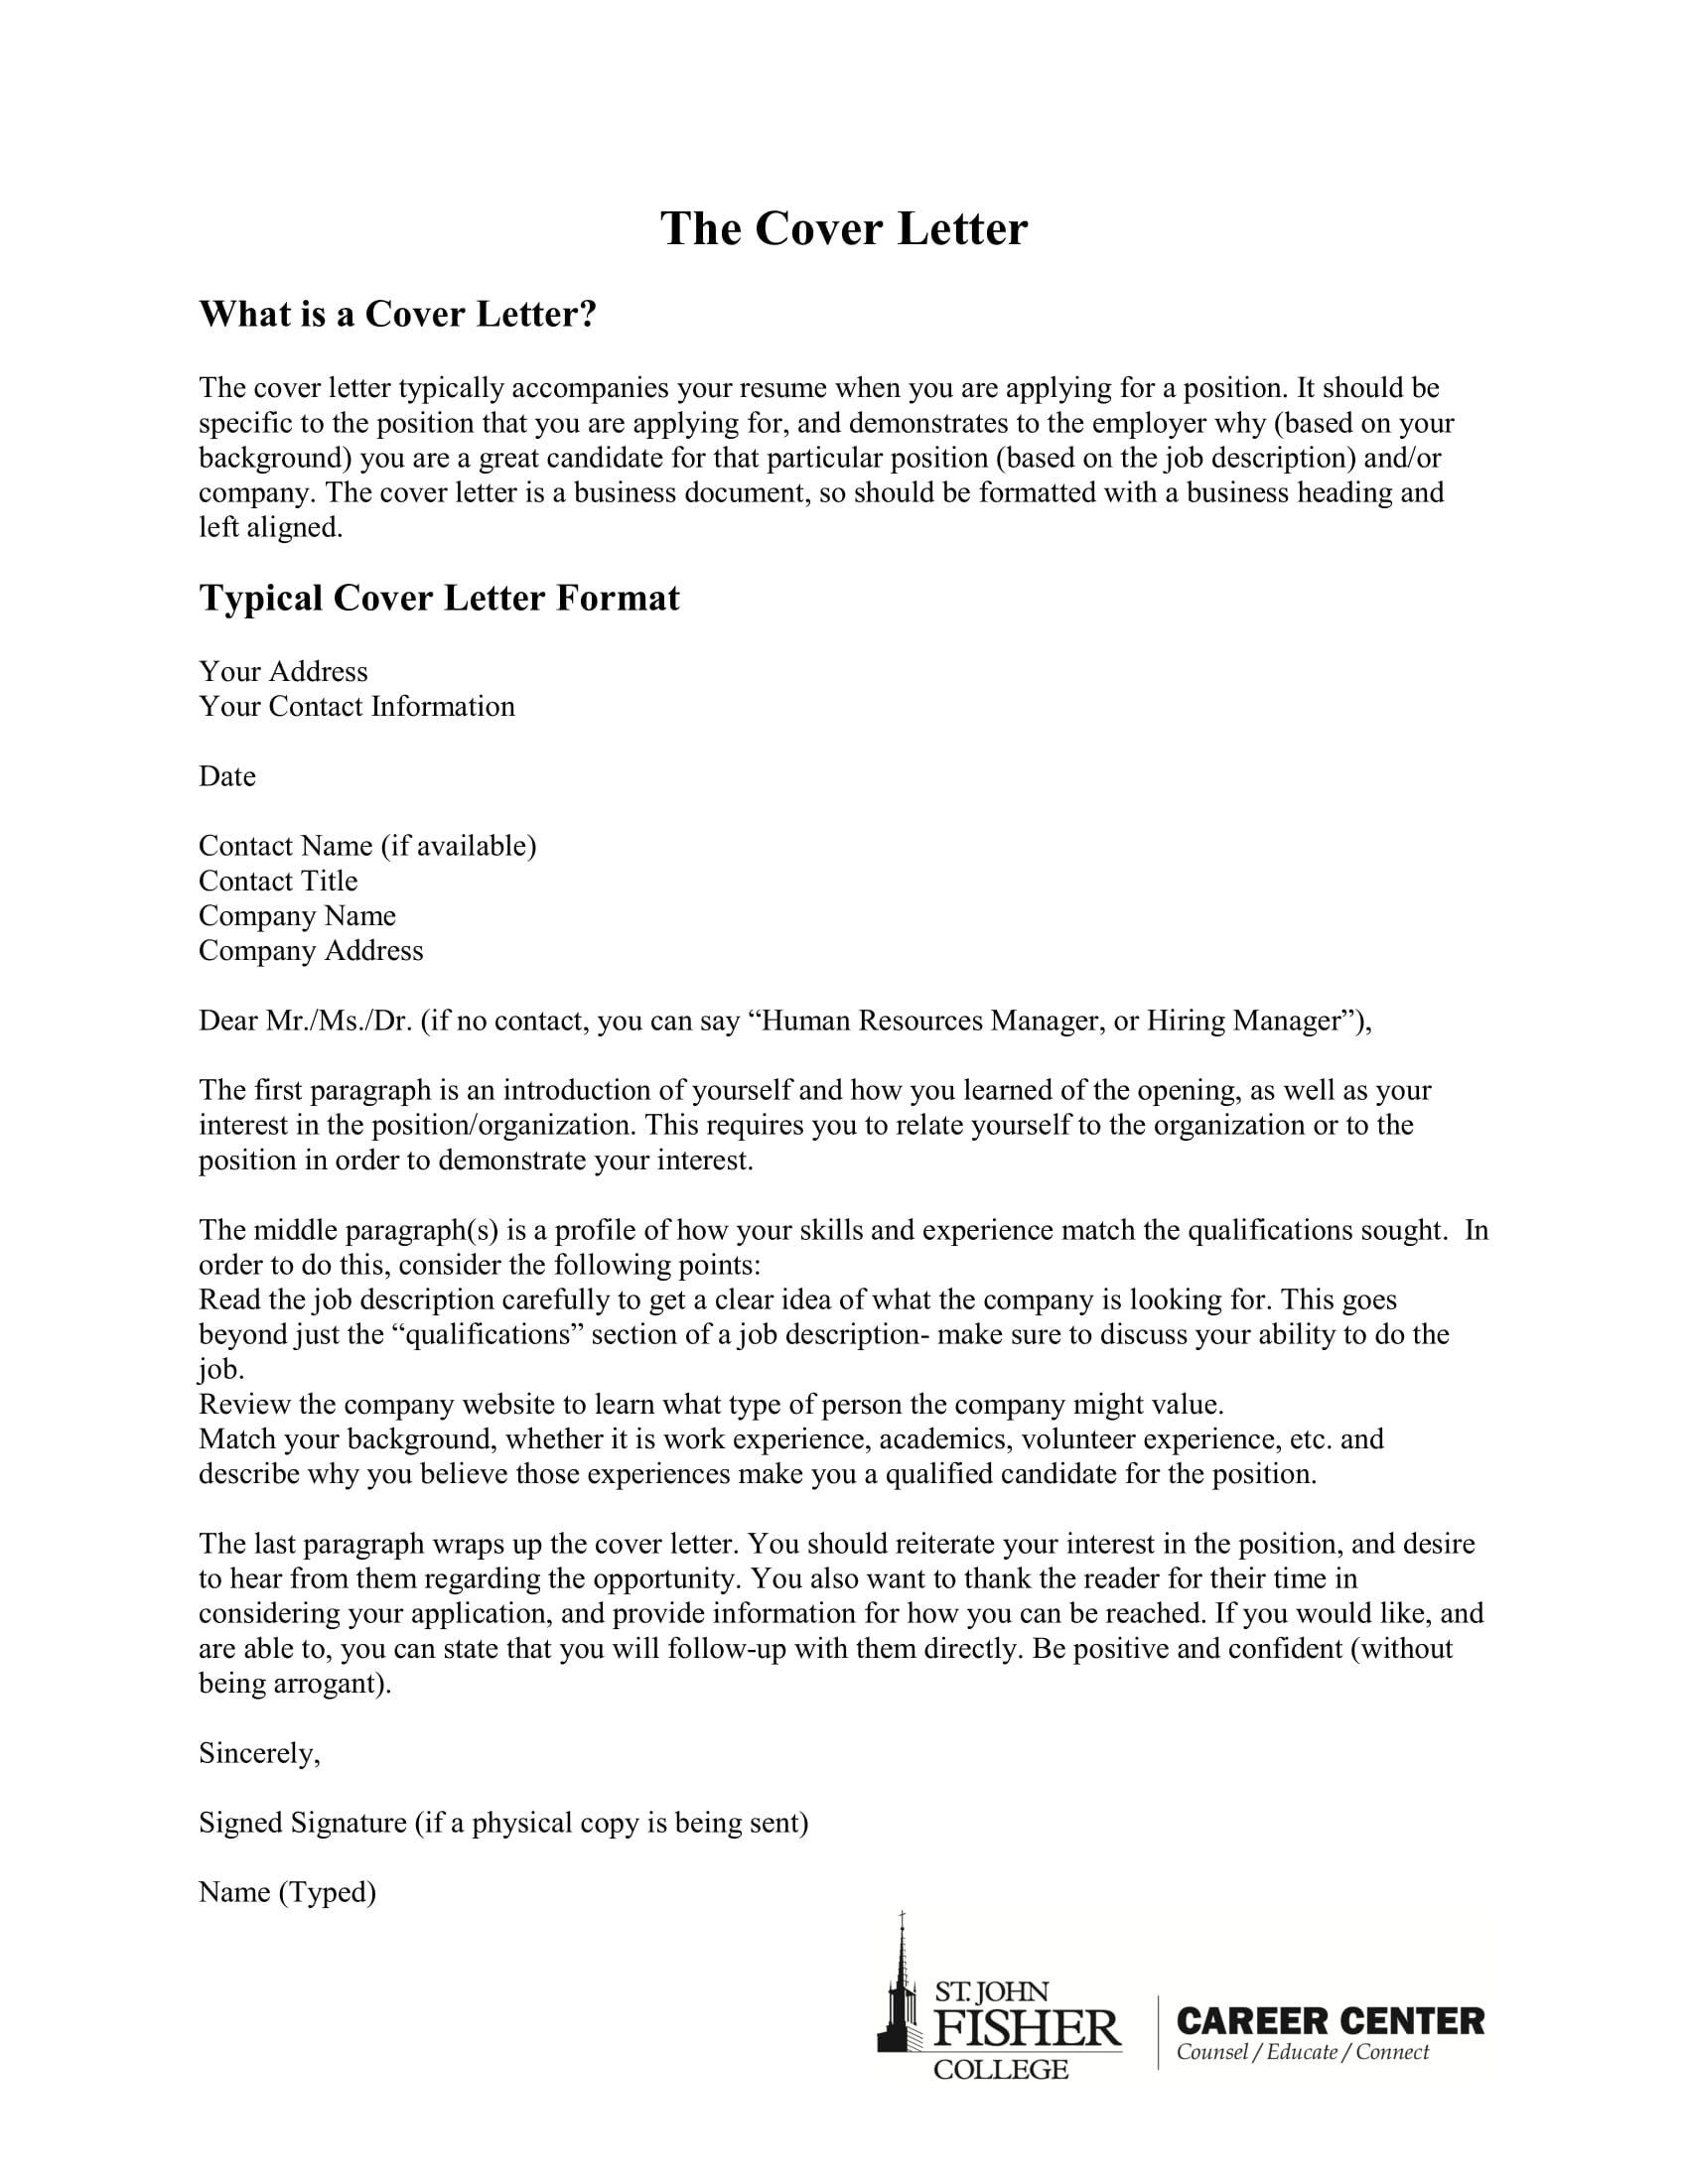 The Cover Letter
What is a Cover Letter?
The cover letter typically accompanies your resume when you are applying for a position. It should be
specific to the position that you are applying for, and demonstrates to the employer why (based on your
background) you are a great candidate for that particular position (based on the job description) and/or
company. The cover letter is a business document, so should be formatted with a business heading and
left aligned.
Typical Cover Letter Format
Your Address
Your Contact Information
Date
Contact Name (if available)
Contact Title
Company Name
Company Address
Dear Mr./Ms./Dr. (if no contact, you can say “Human Resources Manager, or Hiring Manager”),
The first paragraph is an introduction of yourself and how you learned of the opening, as well as your
interest in the position/organization. This requires you to relate yourself to the organization or to the
position in order to demonstrate your interest.
The middle paragraph(s) is a profile of how your skills and experience match the qualifications sought.  In
order to do this, consider the following points:
Read the job description carefully to get a clear idea of what the company is looking for. This goes
beyond just the “qualifications” section of a job description- make sure to discuss your ability to do the
job.
Review the company website to learn what type of person the company might value.
Match your background, whether it is work experience, academics, volunteer experience, etc. and
describe why you believe those experiences make you a qualified candidate for the position.
The last paragraph wraps up the cover letter. You should reiterate your interest in the position, and desire
to hear from them regarding the opportunity. You also want to thank the reader for their time in
considering your application, and provide information for how you can be reached. If you would like, and
are able to, you can state that you will follow-up with them directly. Be positive and confident (without
being arrogant).
Sincerely,
Signed Signature (if a physical copy is being sent)
Name (Typed)
ST. JOHN
FISHER
COLLEGE
CAREER CENTER
Counsel / Educate / Connect